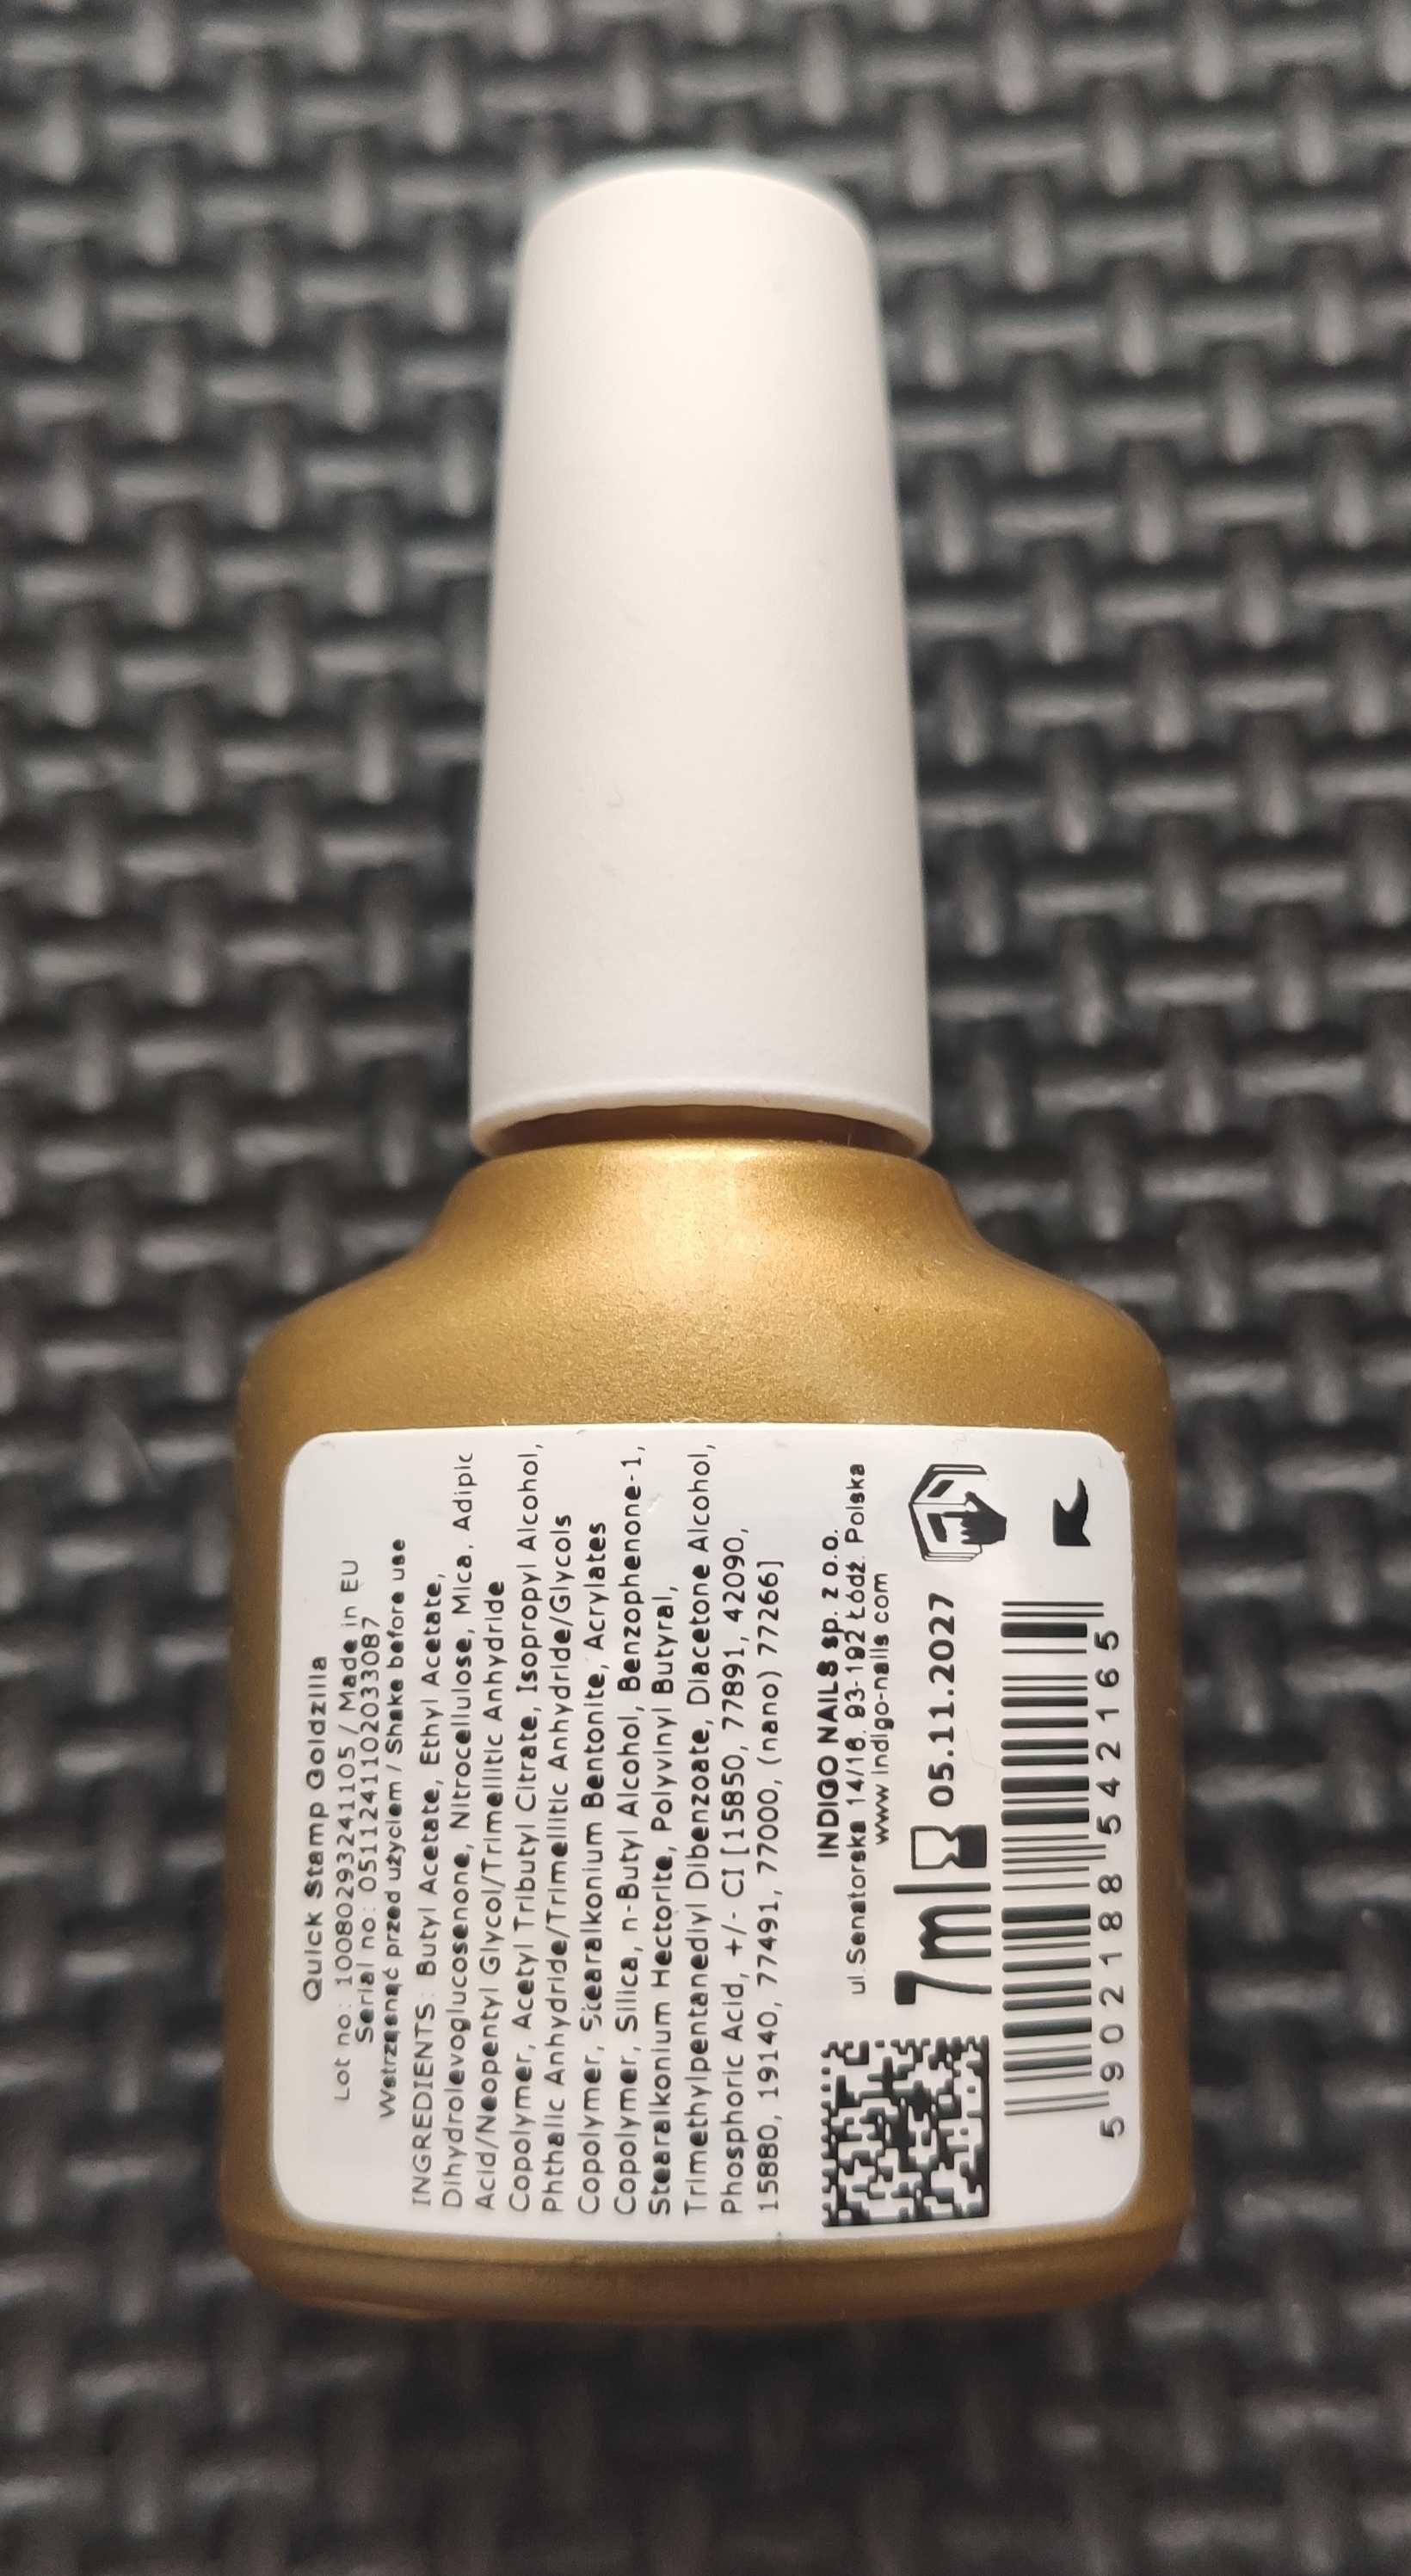 Quick Stamp Goldzilla
Lot no: 10080293241105 / Made in EU
Serial no: 0511241102033087
Wstrząsnąć przed użyciem / Shake before use
INGREDIENTS: Butyl Acetate, Ethyl Acetate,
Dihydrolevoglucosenone, Nitrocellulose, Mica, Adipic
Acid/Neopentyl Glycol/Trimellitic Anhydride
Copolymer, Acetyl Tributyl Citrate, Isopropyl Alcohol,
Phthalic Anhydride/Trimellitic Anhydride/Glycols
Copolymer, Stearalkonium Bentonite, Acrylates
Copolymer, Silica, n-Butyl Alcohol, Benzophenone-1,
Stearalkonium Hectorite, Polyvinyl Butyral,
Trimethylpentanediyl Dibenzoate, Diacetone Alcohol,
Phosphoric Acid, +/- CI [15850, 77891, 42090,
15880, 19140, 77491, 77000, (nano) 77266]
INDIGO NAILS sp. z o.o.
ul. Senatorska 14/16, 93-192 Łódź, Polska
www indigo-nails com
7ml 05.11.2027
5902188542165